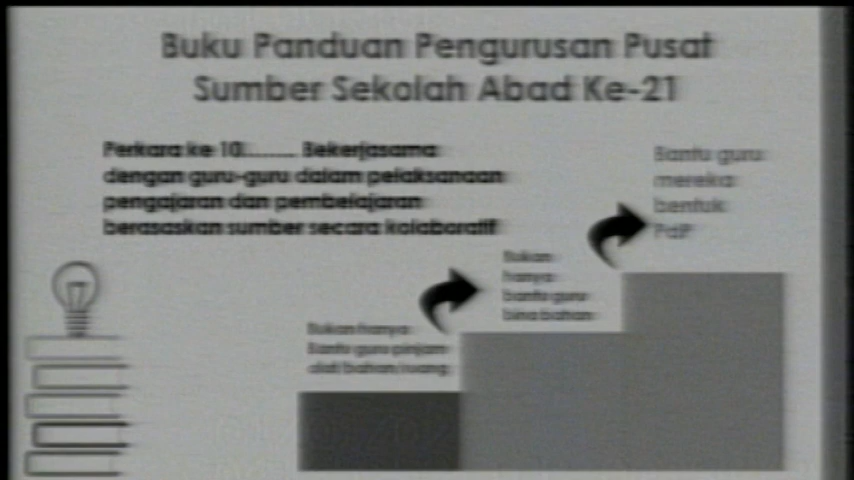 Buku Panduan Pengurusan Pusat
Sumber Sekolah Abad Ke-21
Perkara ke 10........ Bekerjasama
dengan guru-guru dalam pelaksanaan
pengajaran dan pembelajaran
berasaskan sumber secara kolaboratif
Bantu guru
mereka
bentuk
PdP
Bukan
hanya
bantu guru
bina bahan
Bukan hanya
Bantu guru pinjam
alat bahan/ruang